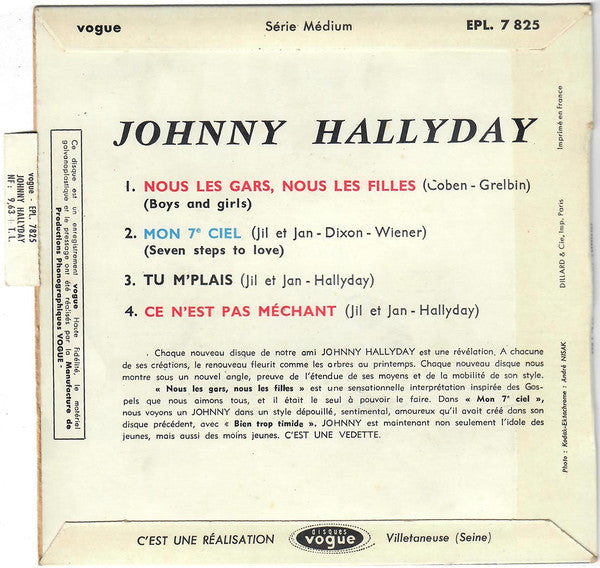 vogue Série Médium EPL. 7 825
JOHNNY HALLYDAY
1. NOUS LES GARS, NOUS LES FILLES (Coben - Grelbin)
(Boys and girls)
2. MON 7e CIEL (Jil et Jan - Dixon - Wiener)
(Seven steps to love)
3. TU M'PLAIS (Jil et Jan - Hallyday)
4. CE N'EST PAS MÉCHANT (Jil et Jan - Hallyday)
Chaque nouveau disque de notre ami JOHNNY HALLYDAY est une révélation. A chacune
de ses créations, le renouveau fleurit comme les arbres au printemps. Chaque nouveau disque nous
montre sous un nouvel angle, preuve de l'étendue de ses moyens et de la mobilité de son style.
« Nous les gars, nous les filles » est une sensationnelle interprétation inspirée des Gos-
pels que nous aimons tous, et il était le seul à pouvoir le faire. Dans « Mon 7e ciel »,
nous voyons un JOHNNY dans un style dépouillé, sentimental, amoureux qu'il avait créé dans son
disque précédent, avec « Bien trop timide ». JOHNNY est maintenant non seulement l'idole des
jeunes, mais aussi des moins jeunes. C'EST UNE VEDETTE.
vogue - EPL. 7825
JOHNNY HALLYDAY
NF: 9,63 + T.L.
Ce disque est un enregistrement vogue Haute Fidélité, le matériel
galvanoplastique et le pressage ont été réalisés par la Manufacture de
Productions Phonographiques VOGUE -
Imprimé en France
DILLARD & Cie, Imp. Paris
Photo : Kodak-Ektachrome : André NISAK
C'EST UNE RÉALISATION disques vogue Villetaneuse (Seine)